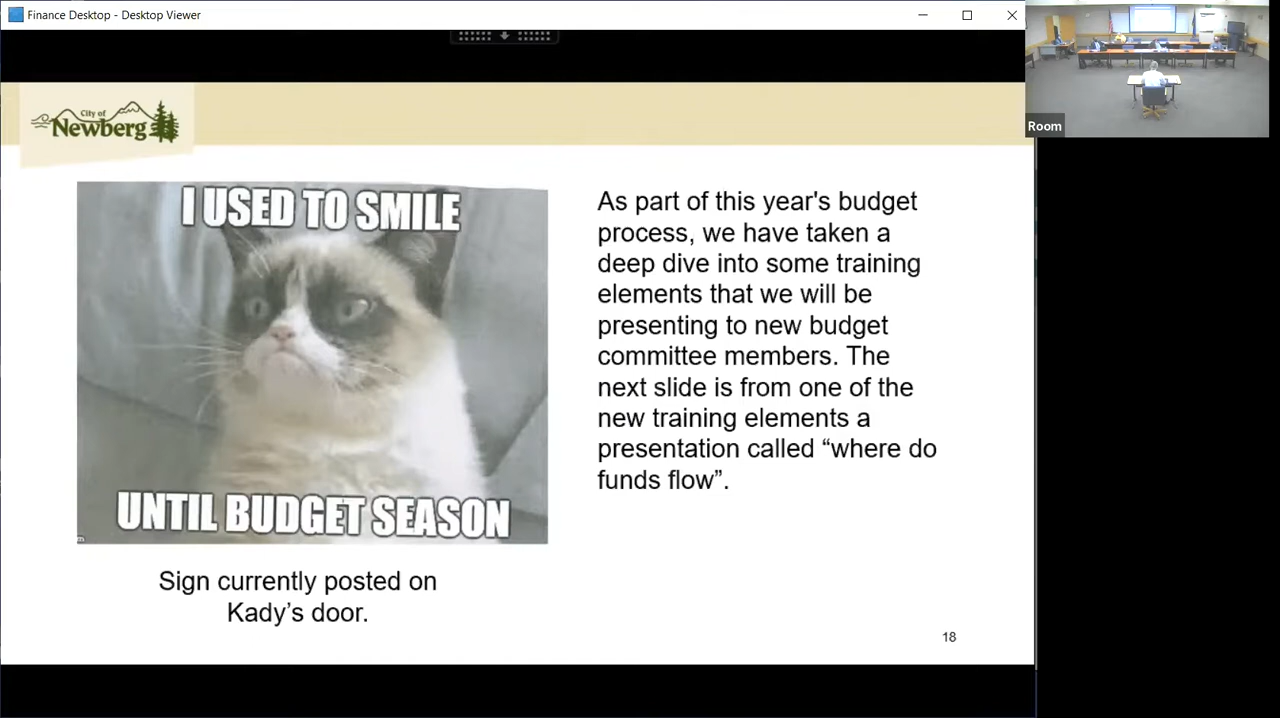 Finance Desktop - Desktop Viewer
Room
City of
Newberg
I USED TO SMILE
UNTIL BUDGET SEASON
Sign currently posted on
Kady’s door.
As part of this year's budget
process, we have taken a
deep dive into some training
elements that we will be
presenting to new budget
committee members. The
next slide is from one of the
new training elements a
presentation called “where do
funds flow”.
18